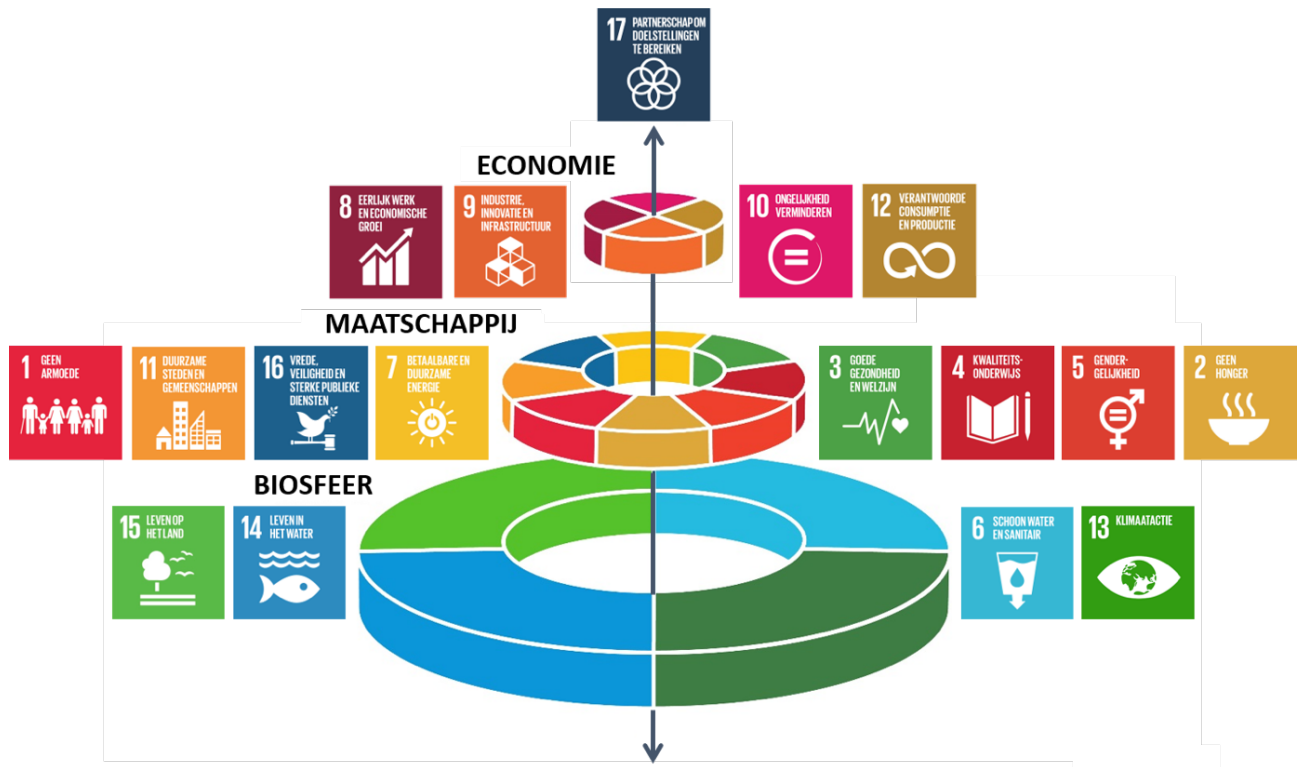 17 PARTNERSCHAP OM
DOELSTELLINGEN
TE BEREIKEN
ECONOMIE
8 EERLIJK WERK
EN ECONOMISCHE
GROEI
9 INDUSTRIE,
INNOVATIE EN
INFRASTRUCTUUR
10 ONGELIJKHEID
VERMINDEREN
12 VERANTWOORDE
CONSUMPTIE
EN PRODUCTIE
MAATSCHAPPIJ
1 GEEN
ARMOEDE
11 DUURZAME
STEDEN EN
GEMEENSCHAPPEN
16 VREDE,
VEILIGHEID EN
STERKE PUBLIEKE
DIENSTEN
7 BETAALBARE EN
DUURZAME
ENERGIE
3 GOEDE
GEZONDHEID
EN WELZIJN
4 KWALITEITS-
ONDERWIJS
5 GENDER-
GELIJKHEID
2 GEEN
HONGER
BIOSFEER
15 LEVEN OP
HET LAND
14 LEVEN IN
HET WATER
6 SCHOON WATER
EN SANITAIR
13 KLIMAATACTIE